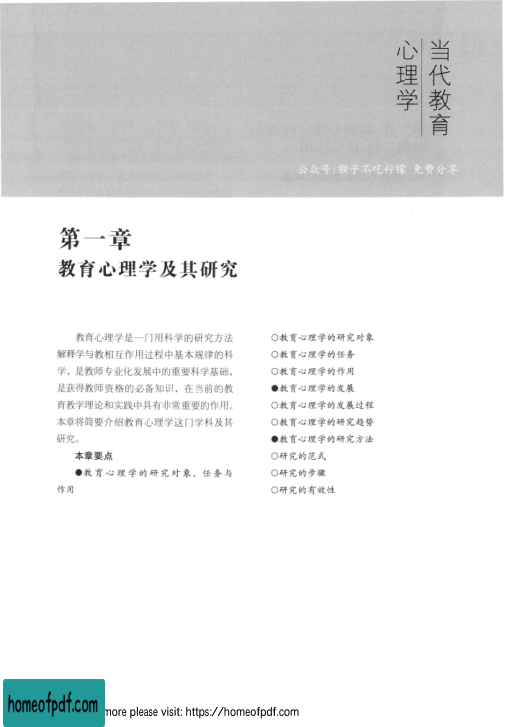 当代教育
心理学
公众号:猴子不吃柠檬 免费分享
第一章
教育心理学及其研究
教育心理学是一门用科学的研究方法
解释学与教相互作用过程中基本规律的科
学，是教师专业化发展中的重要科学基础，
是获得教师资格的必备知识，在当前的教
育教学理论和实践中具有非常重要的作用。
本章将简要介绍教育心理学这门学科及其
研究。
本章要点
●教育心理学的研究对象、任务与
作用
○教育心理学的研究对象
○教育心理学的任务
○教育心理学的作用
●教育心理学的发展
○教育心理学的发展过程
○教育心理学的研究趋势
●教育心理学的研究方法
○研究的范式
○研究的步骤
○研究的有效性
homeofpdf.com
more please visit: https://homeofpdf.com